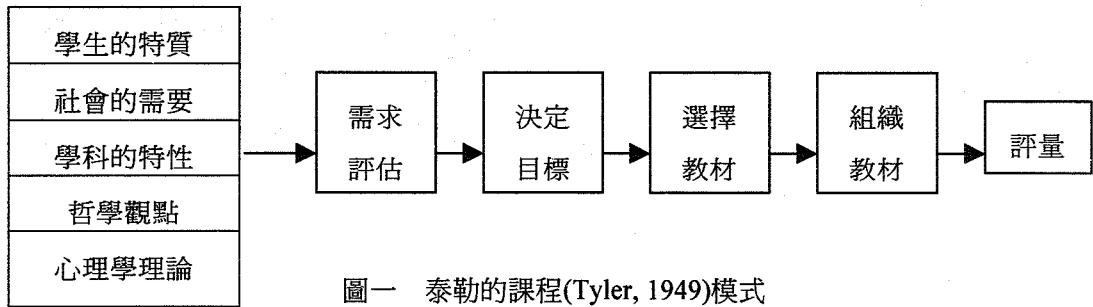 學生的特質
社會的需要
學科的特性
哲學觀點
心理學理論
需求
評估
決定
目標
選擇
教材
組織
教材
評量
圖一 泰勒的課程(Tyler, 1949)模式